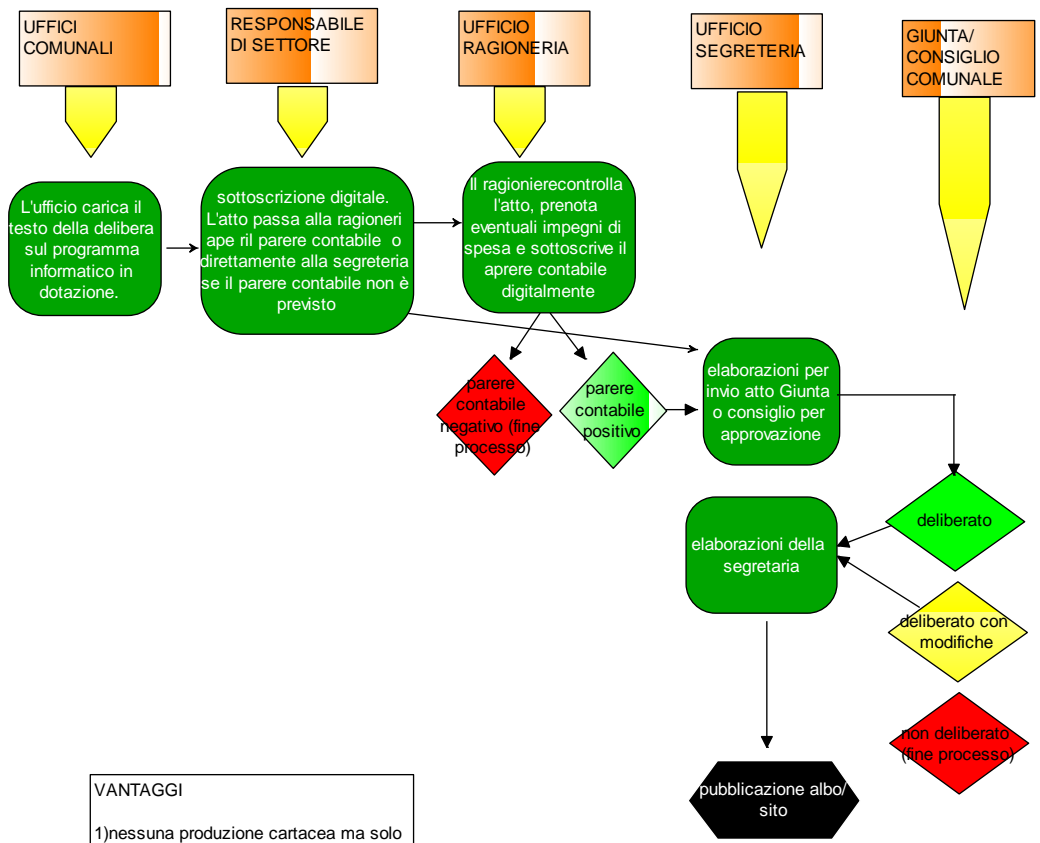 UFFICI
COMUNALI
RESPONSABILE
DI SETTORE
UFFICIO
RAGIONERIA
UFFICIO
SEGRETERIA
GIUNTA/
CONSIGLIO
COMUNALE
L'ufficio carica il
testo della delibera
sul programma
informatico in
dotazione.
sottoscrizione digitale.
L'atto passa alla ragioneri
ape ril parere contabile o
direttamente alla segreteria
se il parere contabile non è
previsto
Il ragionierecontrolla
l'atto, prenota
eventuali impegni di
spesa e sottoscrive il
aprere contabile
digitalmente
parere
contabile
negativo (fine
processo)
parere
contabile
positivo
elaborazioni per
invio atto Giunta
o consiglio per
approvazione
deliberato
elaborazioni della
segretaria
deliberato con
modifiche
non deliberato
(fine processo)
pubblicazione albo/
sito
VANTAGGI
1)nessuna produzione cartacea ma solo